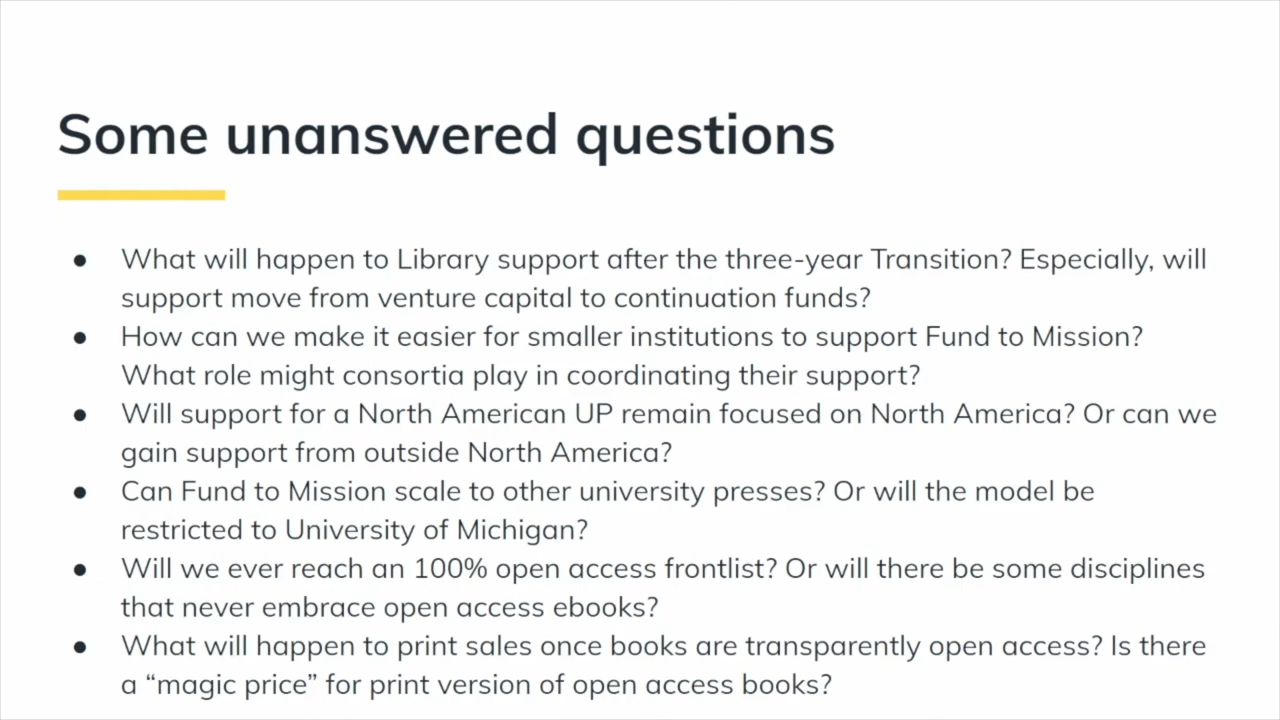 Some unanswered questions
● What will happen to Library support after the three-year Transition? Especially, will
support move from venture capital to continuation funds?
● How can we make it easier for smaller institutions to support Fund to Mission?
What role might consortia play in coordinating their support?
● Will support for a North American UP remain focused on North America? Or can we
gain support from outside North America?
● Can Fund to Mission scale to other university presses? Or will the model be
restricted to University of Michigan?
● Will we ever reach an 100% open access frontlist? Or will there be some disciplines
that never embrace open access ebooks?
● What will happen to print sales once books are transparently open access? Is there
a “magic price” for print version of open access books?